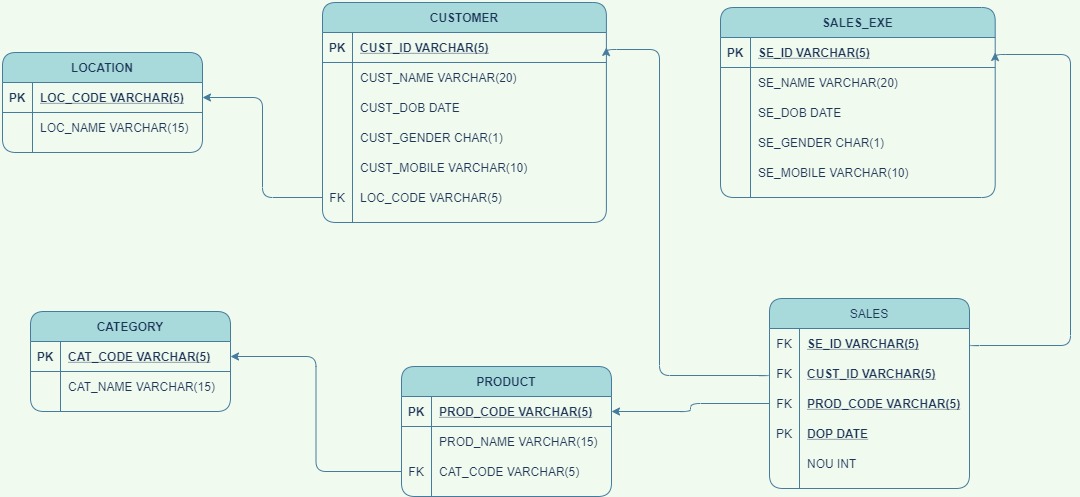 LOCATION
PK LOC_CODE VARCHAR(5)
LOC_NAME VARCHAR(15)
CUSTOMER
PK CUST_ID VARCHAR(5)
CUST_NAME VARCHAR(20)
CUST_DOB DATE
CUST_GENDER CHAR(1)
CUST_MOBILE VARCHAR(10)
FK LOC_CODE VARCHAR(5)
SALES_EXE
PK SE_ID VARCHAR(5)
SE_NAME VARCHAR(20)
SE_DOB DATE
SE_GENDER CHAR(1)
SE_MOBILE VARCHAR(10)
CATEGORY
PK CAT_CODE VARCHAR(5)
CAT_NAME VARCHAR(15)
PRODUCT
PK PROD_CODE VARCHAR(5)
PROD_NAME VARCHAR(15)
FK CAT_CODE VARCHAR(5)
SALES
FK SE_ID VARCHAR(5)
FK CUST_ID VARCHAR(5)
FK PROD_CODE VARCHAR(5)
PK DOP DATE
NOU INT